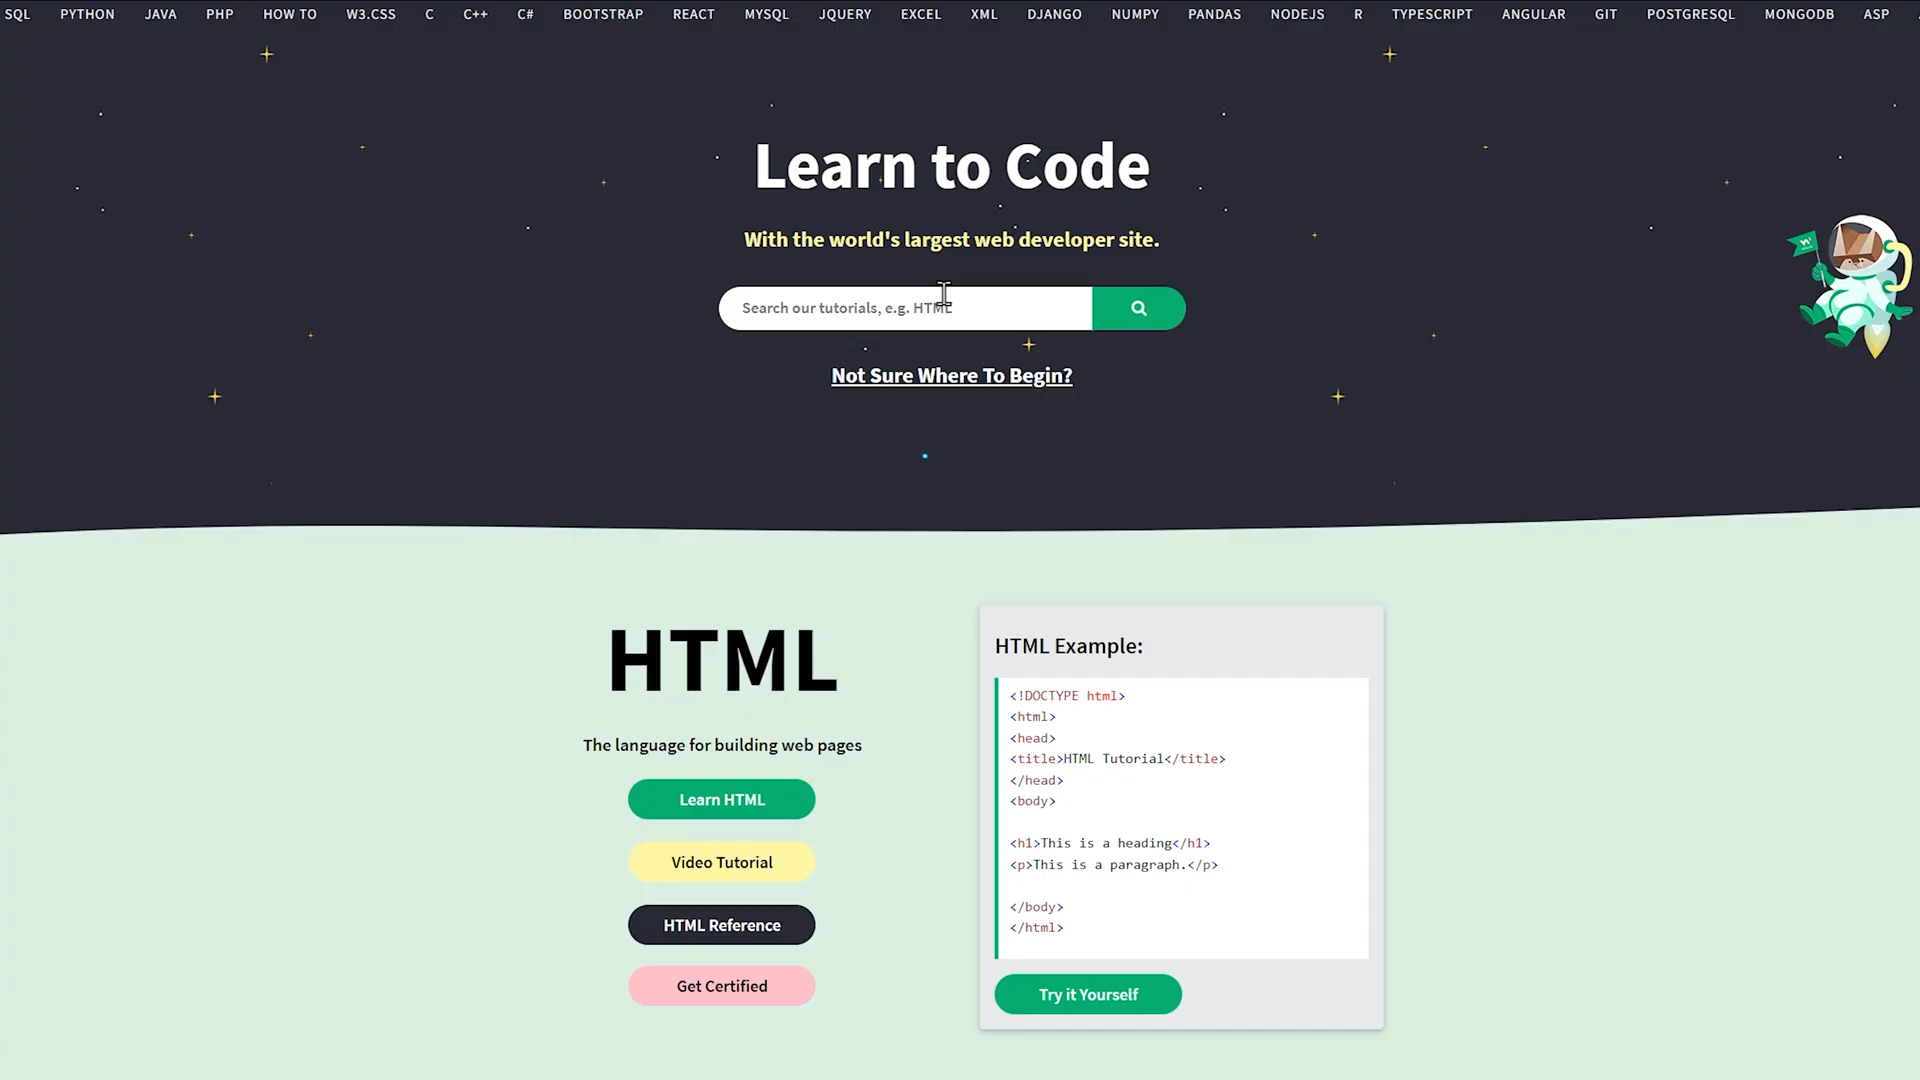 SQL PYTHON JAVA PHP HOW TO W3.CSS C C++ C# BOOTSTRAP REACT MYSQL JQUERY EXCEL XML DJANGO NUMPY PANDAS NODEJS R TYPESCRIPT ANGULAR GIT POSTGRESQL MONGODB ASP
Learn to Code
With the world's largest web developer site.
Search our tutorials, e.g. HTML
Not Sure Where To Begin?
HTML
The language for building web pages
Learn HTML
Video Tutorial
HTML Reference
Get Certified
HTML Example:
<!DOCTYPE html>
<html>
<head>
<title>HTML Tutorial</title>
</head>
<body>
<h1>This is a heading</h1>
<p>This is a paragraph.</p>
</body>
</html>
Try it Yourself